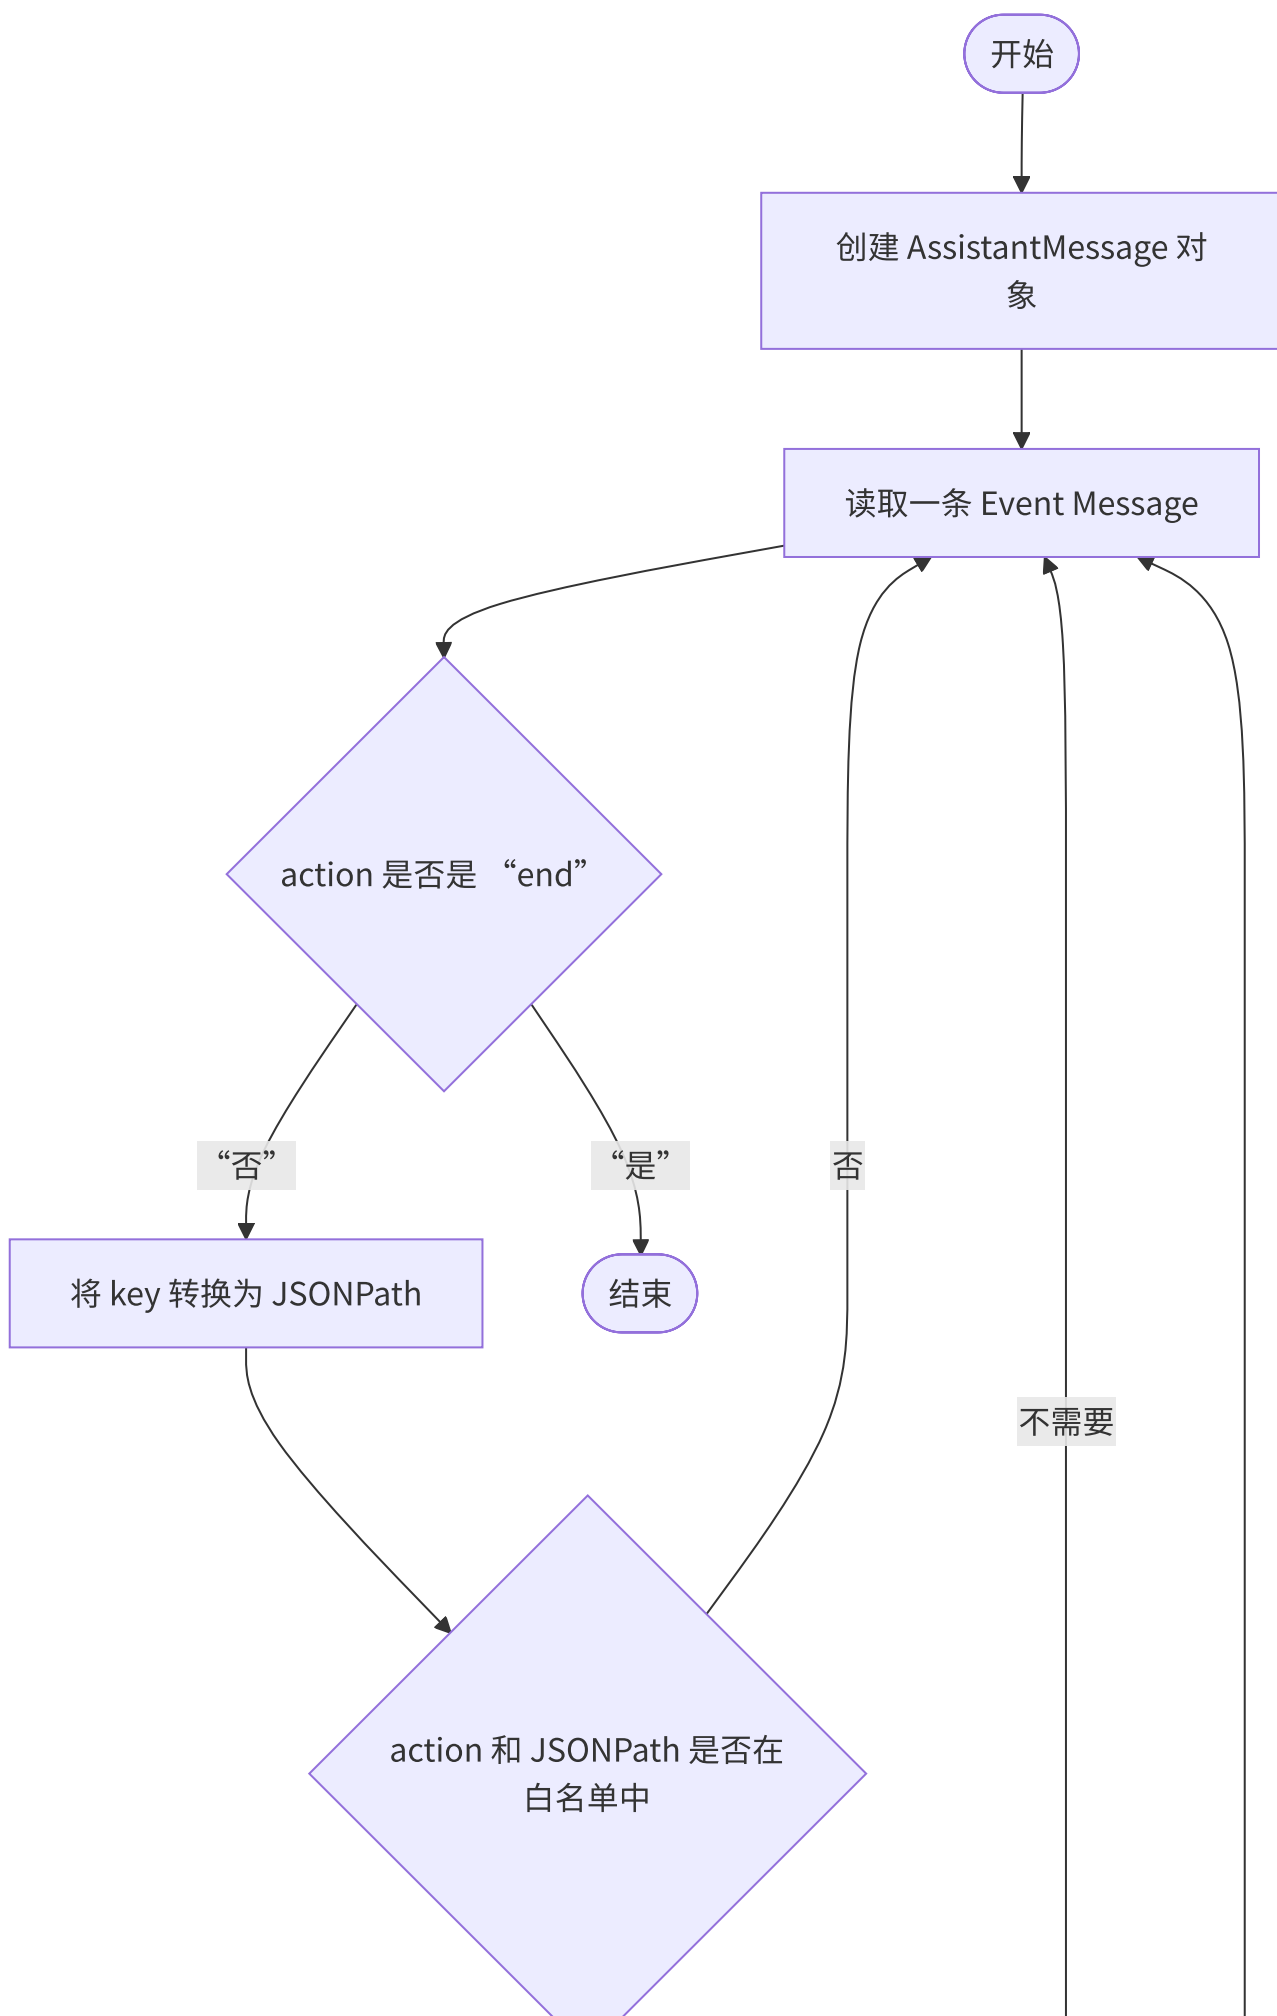 开始
创建 AssistantMessage 对
象
读取一条 Event Message
action 是否是 “end”
“否”
“是”
否
将 key 转换为 JSONPath
结束
不需要
action 和 JSONPath 是否在
白名单中